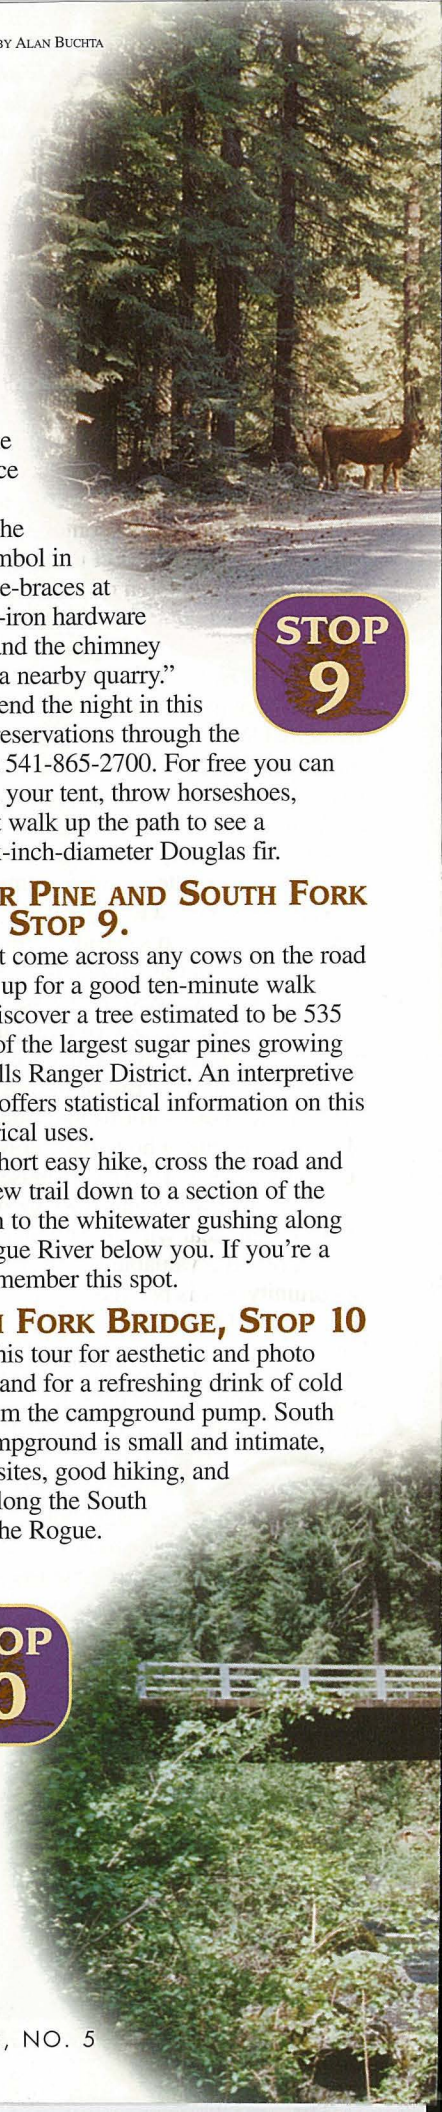 BY ALAN BUCHTA
e
ce
he
mbol in
e-braces at
-iron hardware
and the chimney
a nearby quarry.”
end the night in this
eservations through the
541-865-2700. For free you can
your tent, throw horseshoes,
t walk up the path to see a
-inch-diameter Douglas fir.
STOP
9
R PINE AND SOUTH FORK
STOP 9.
t come across any cows on the road
up for a good ten-minute walk
iscover a tree estimated to be 535
of the largest sugar pines growing
lls Ranger District. An interpretive
offers statistical information on this
rical uses.
hort easy hike, cross the road and
ew trail down to a section of the
n to the whitewater gushing along
gue River below you. If you're a
member this spot.
H FORK BRIDGE, STOP 10
his tour for aesthetic and photo
and for a refreshing drink of cold
m the campground pump. South
mpground is small and intimate,
sites, good hiking, and
long the South
he Rogue.
OP
0
, NO. 5